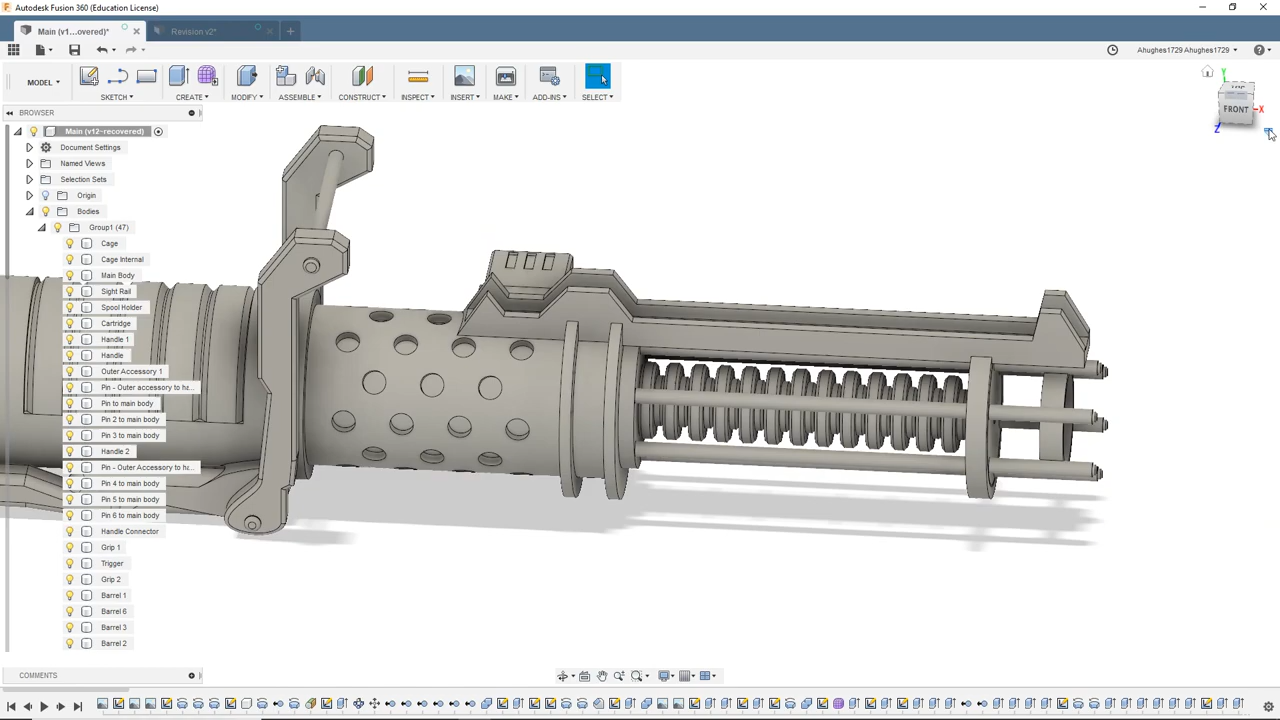 Autodesk Fusion 360 (Education License)
Main (v1...overed)*
Revision v2*
Ahughes1729 Ahughes1729
MODEL
SKETCH
CREATE
MODIFY
ASSEMBLE
CONSTRUCT
INSPECT
INSERT
MAKE
ADD-INS
SELECT
TOP
FRONT
Y
X
Z
BROWSER
Main (v12-recovered)
Document Settings
Named Views
Selection Sets
Origin
Bodies
Group1 (47)
Cage
Cage Internal
Main Body
Sight Rail
Spool Holder
Cartridge
Handle 1
Handle
Outer Accessory 1
Pin - Outer accessory to ha...
Pin to main body
Pin 2 to main body
Pin 3 to main body
Handle 2
Pin - Outer Accessory to ha...
Pin 4 to main body
Pin 5 to main body
Pin 6 to main body
Handle Connector
Grip 1
Trigger
Grip 2
Barrel 1
Barrel 6
Barrel 3
Barrel 2
COMMENTS